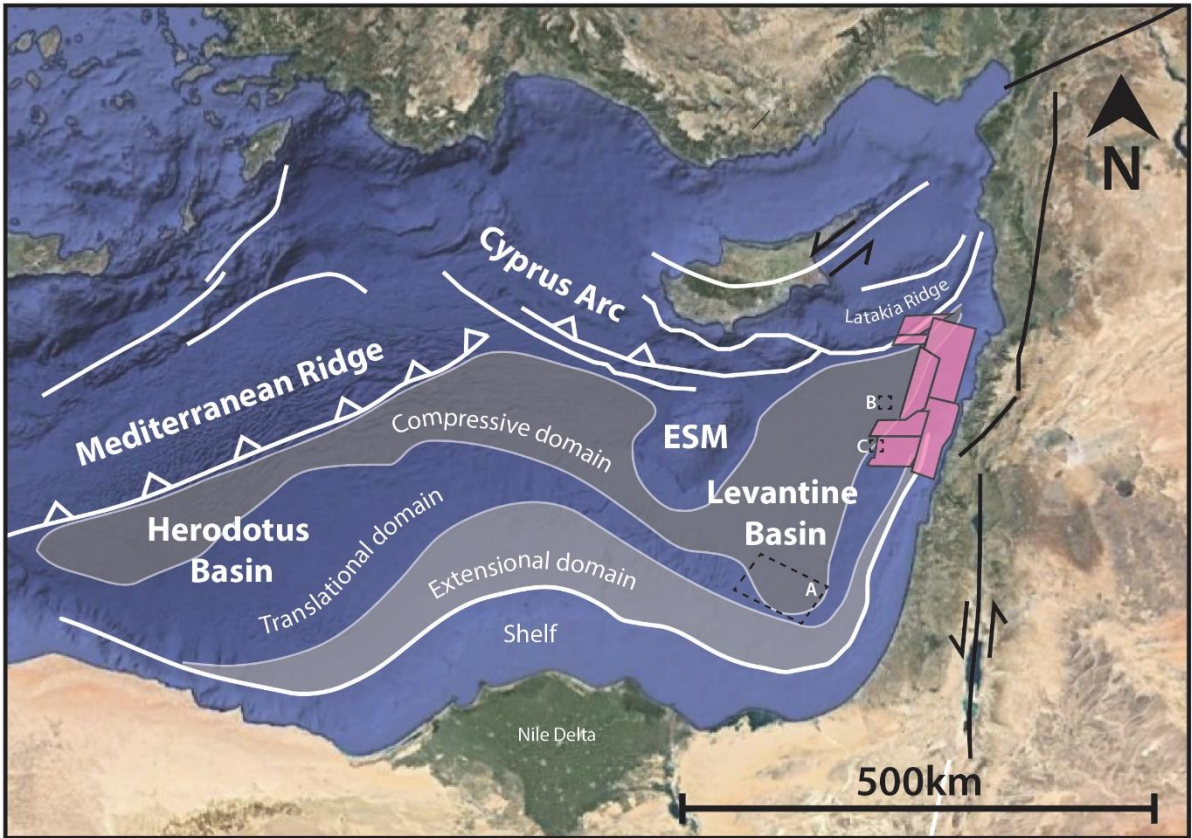 N
Cyprus Arc
Latakia Ridge
Mediterranean Ridge
Compressive domain
B
ESM
C
Levantine
Basin
Herodotus
Basin
Translational domain
Extensional domain
A
Shelf
Nile Delta
500km